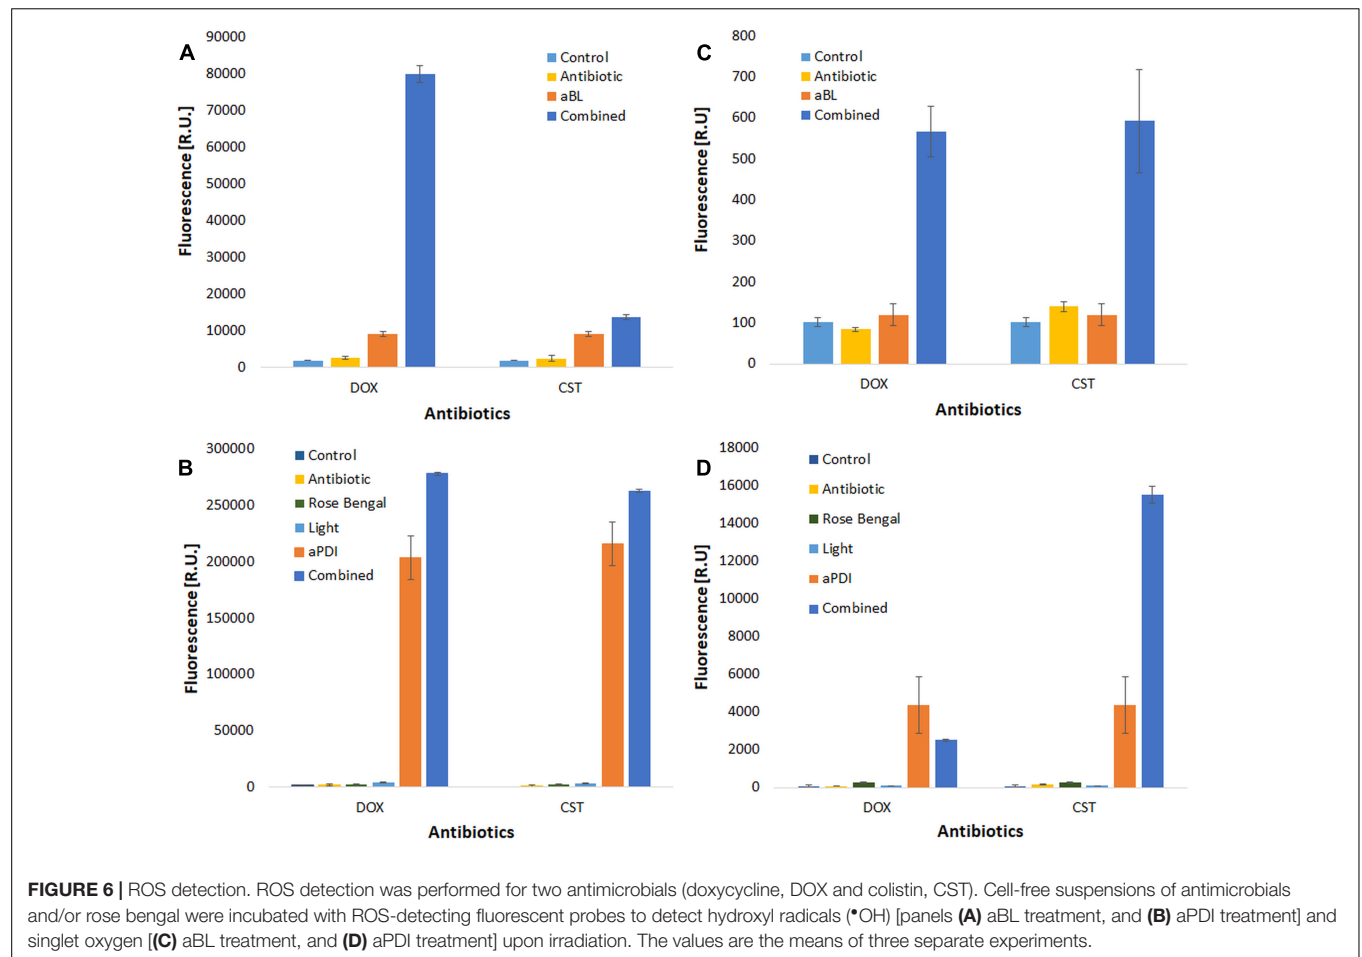 A
Fluorescence [R.U.]
90000
80000
70000
60000
50000
40000
30000
20000
10000
0
Control
Antibiotic
aBL
Combined
DOX
CST
Antibiotics
C
Fluorescence [R.U]
800
700
600
500
400
300
200
100
0
Control
Antibiotic
aBL
Combined
DOX
CST
Antibiotics
B
Fluorescence [R.U.]
300000
250000
200000
150000
100000
50000
0
Control
Antibiotic
Rose Bengal
Light
aPDI
Combined
DOX
CST
Antibiotics
D
Fluorescence [R.U]
18000
16000
14000
12000
10000
8000
6000
4000
2000
0
Control
Antibiotic
Rose Bengal
Light
aPDI
Combined
DOX
CST
Antibiotics
FIGURE 6 | ROS detection. ROS detection was performed for two antimicrobials (doxycycline, DOX and colistin, CST). Cell-free suspensions of antimicrobials
and/or rose bengal were incubated with ROS-detecting fluorescent probes to detect hydroxyl radicals (•OH) [panels (A) aBL treatment, and (B) aPDI treatment] and
singlet oxygen [(C) aBL treatment, and (D) aPDI treatment] upon irradiation. The values are the means of three separate experiments.